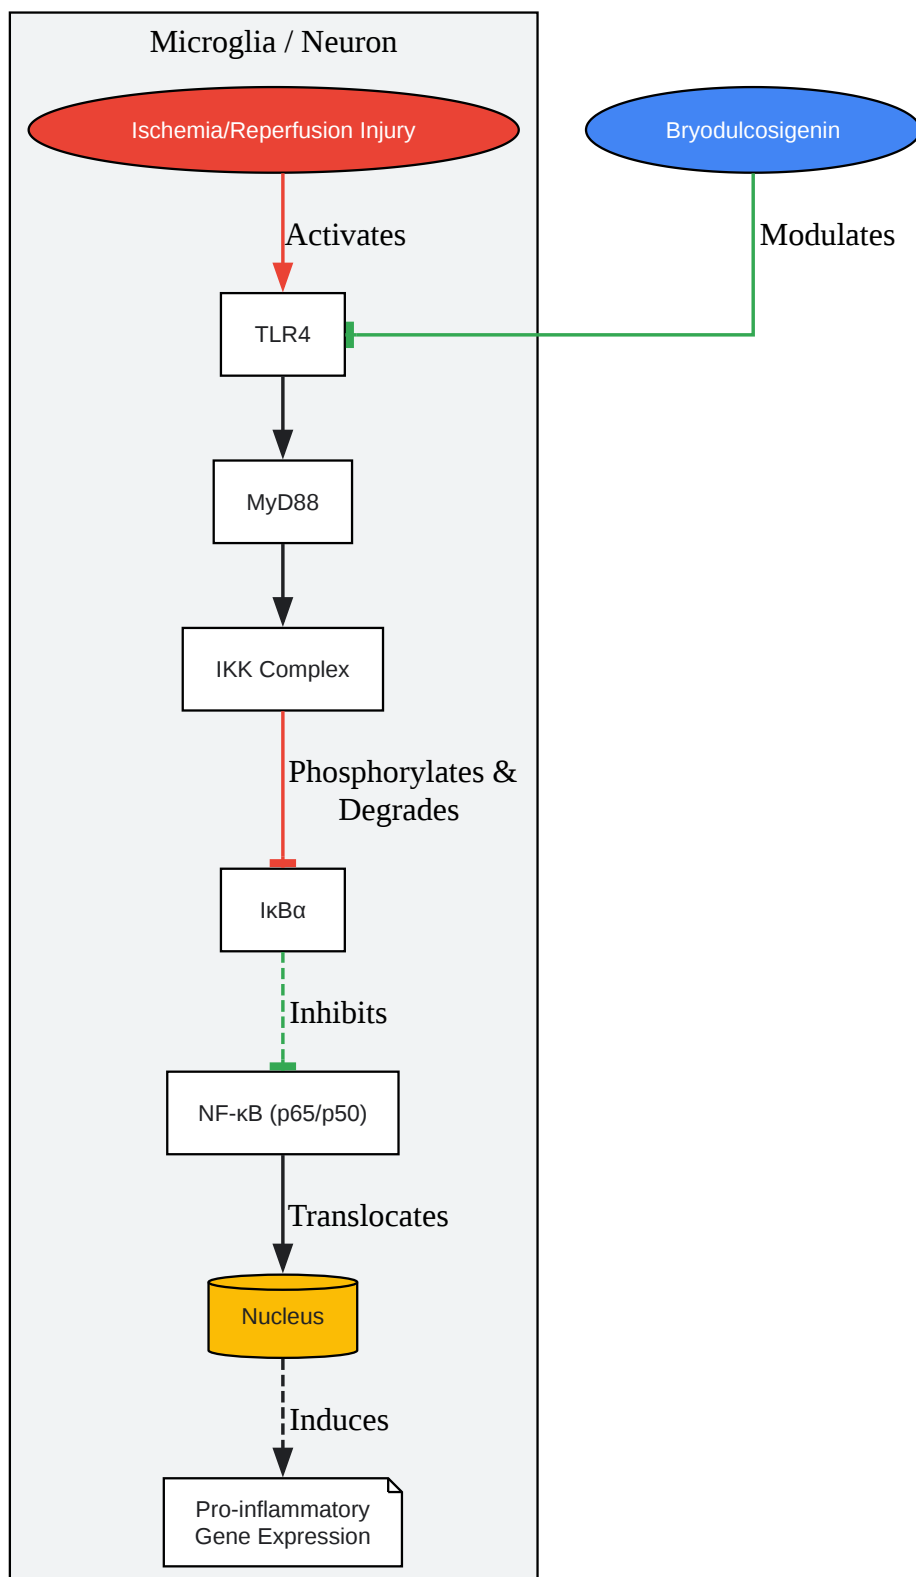 Microglia / Neuron
Ischemia/Reperfusion Injury
Bryodulcosigenin
Activates
Modulates
TLR4
MyD88
IKK Complex
Phosphorylates &
Degrades
IκBα
Inhibits
NF-κB (p65/p50)
Translocates
Nucleus
Induces
Pro-inflammatory
Gene Expression